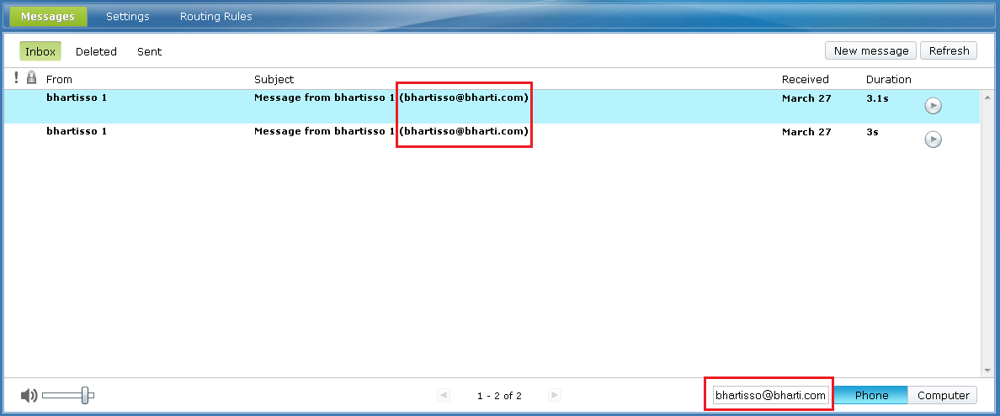 Messages Settings Routing Rules
Inbox Deleted Sent New message Refresh
! From Subject Received Duration
bhartisso 1 Message from bhartisso 1 (bhartisso@bharti.com) March 27 3.1s
bhartisso 1 Message from bhartisso 1 (bhartisso@bharti.com) March 27 3s
1 - 2 of 2 bhartisso@bharti.com Phone Computer